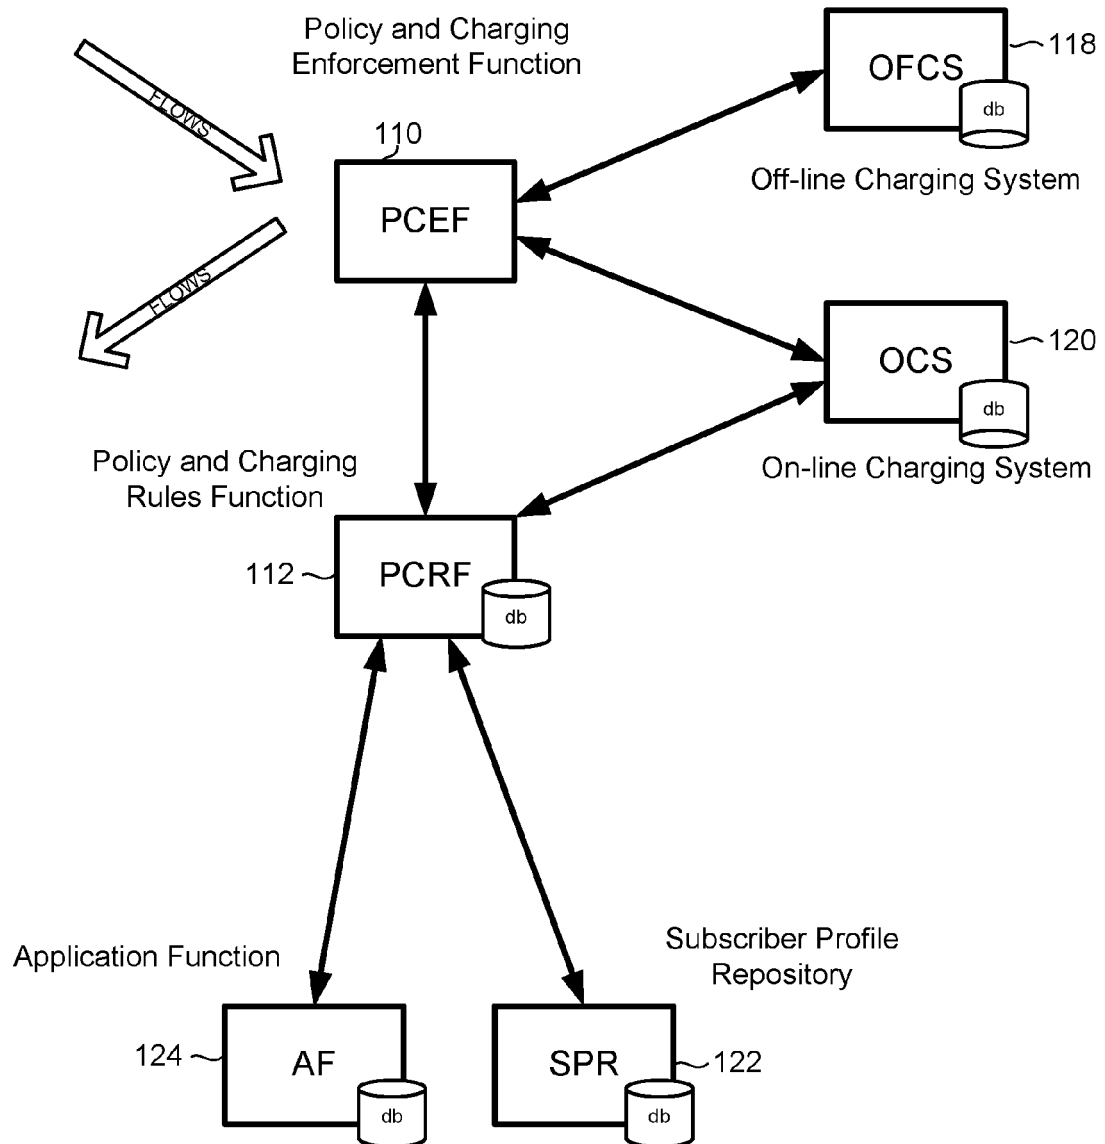 Policy and Charging
Enforcement Function
OFCS
118
db
Off-line Charging System
FLOWS
110
PCEF
FLOWS
OCS
120
db
On-line Charging System
Policy and Charging
Rules Function
112
PCRF
db
Application Function
Subscriber Profile
Repository
124
AF
db
SPR
122
db